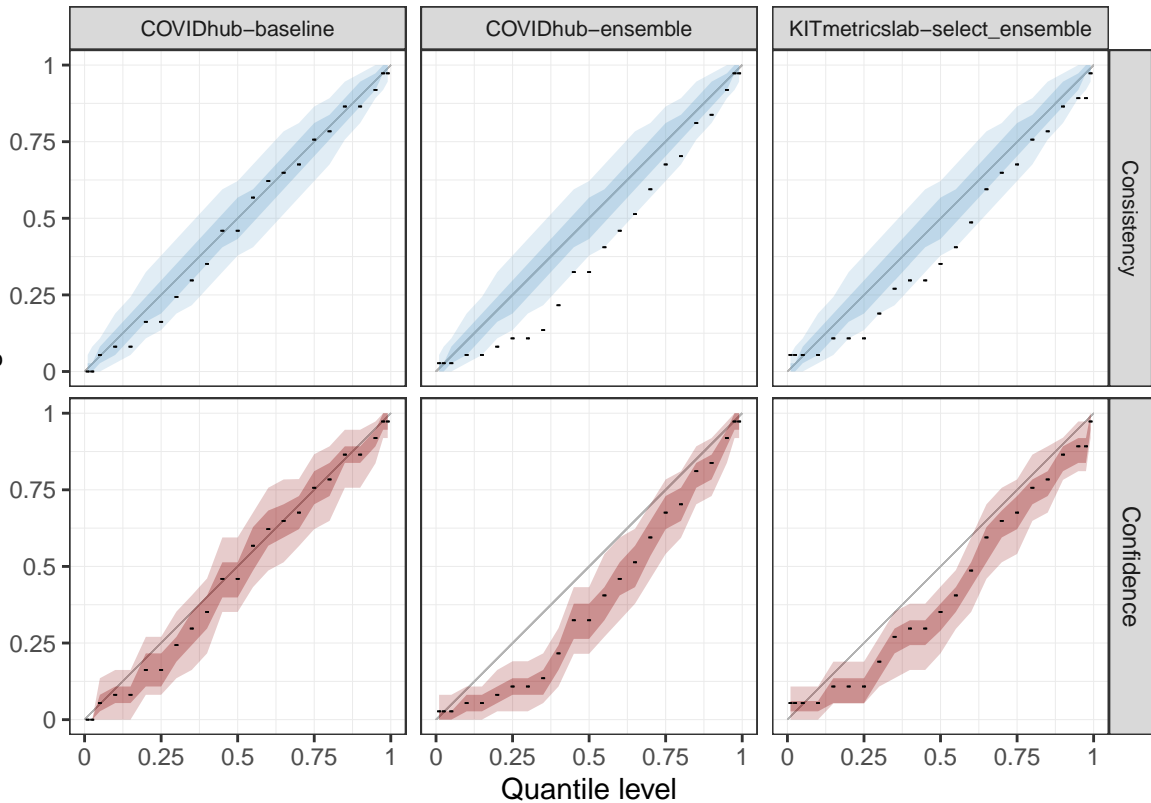 COVIDhub−baseline COVIDhub−ensemble KITmetricslab−select_ensemble
1
0.75
0.5
0.25
0
Consistency
1
0.75
0.5
0.25
0
Confidence
0 0.25 0.5 0.75 1 0 0.25 0.5 0.75 1 0 0.25 0.5 0.75 1
Quantile level